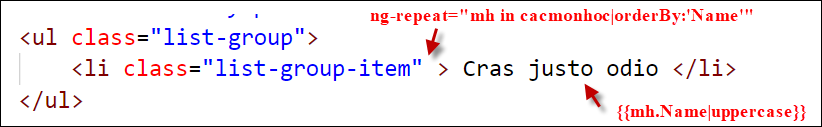 ng-repeat="mh in cacmonhoc|orderBy:'Name'"
<ul class="list-group">
<li class="list-group-item" > Cras justo odio </li>
</ul>
{{mh.Name|uppercase}}